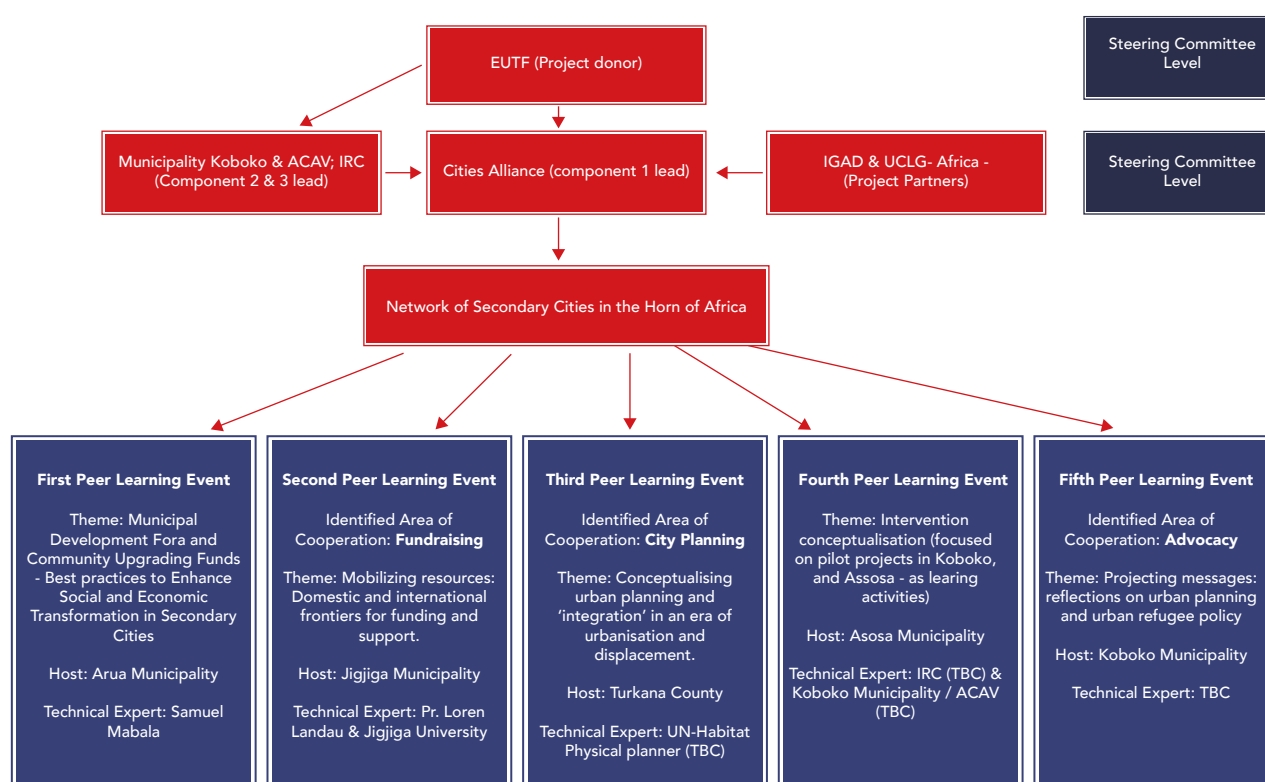 EUTF (Project donor)
Steering Committee
Level
Municipality Koboko & ACAV; IRC
(Component 2 & 3 lead)
Cities Alliance (component 1 lead)
IGAD & UCLG- Africa -
(Project Partners)
Steering Committee
Level
Network of Secondary Cities in the Horn of Africa
First Peer Learning Event
Theme: Municipal
Development Fora and
Community Upgrading Funds
- Best practices to Enhance
Social and Economic
Transformation in Secondary
Cities
Host: Arua Municipality
Technical Expert: Samuel
Mabala
Second Peer Learning Event
Identified Area of
Cooperation: Fundraising
Theme: Mobilizing resources:
Domestic and international
frontiers for funding and
support.
Host: Jigjiga Municipality
Technical Expert: Pr. Loren
Landau & Jigjiga University
Third Peer Learning Event
Identified Area of
Cooperation: City Planning
Theme: Conceptualising
urban planning and
‘integration’ in an era of
urbanisation and
displacement.
Host: Turkana County
Technical Expert: UN-Habitat
Physical planner (TBC)
Fourth Peer Learning Event
Theme: Intervention
conceptualisation (focused
on pilot projects in Koboko,
and Assosa - as learing
activities)
Host: Asosa Municipality
Technical Expert: IRC (TBC) &
Koboko Municipality / ACAV
(TBC)
Fifth Peer Learning Event
Identified Area of
Cooperation: Advocacy
Theme: Projecting messages:
reflections on urban planning
and urban refugee policy
Host: Koboko Municipality
Technical Expert: TBC